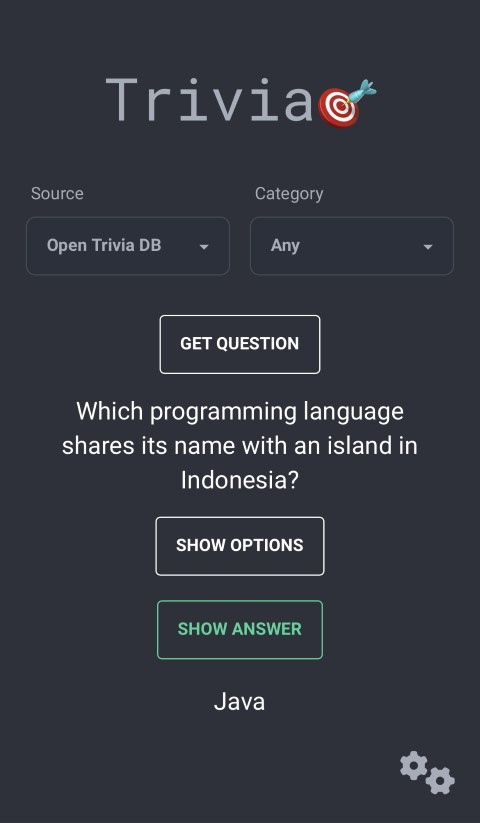 Trivia
Source Category
Open Trivia DB Any
GET QUESTION
Which programming language
shares its name with an island in
Indonesia?
SHOW OPTIONS
SHOW ANSWER
Java